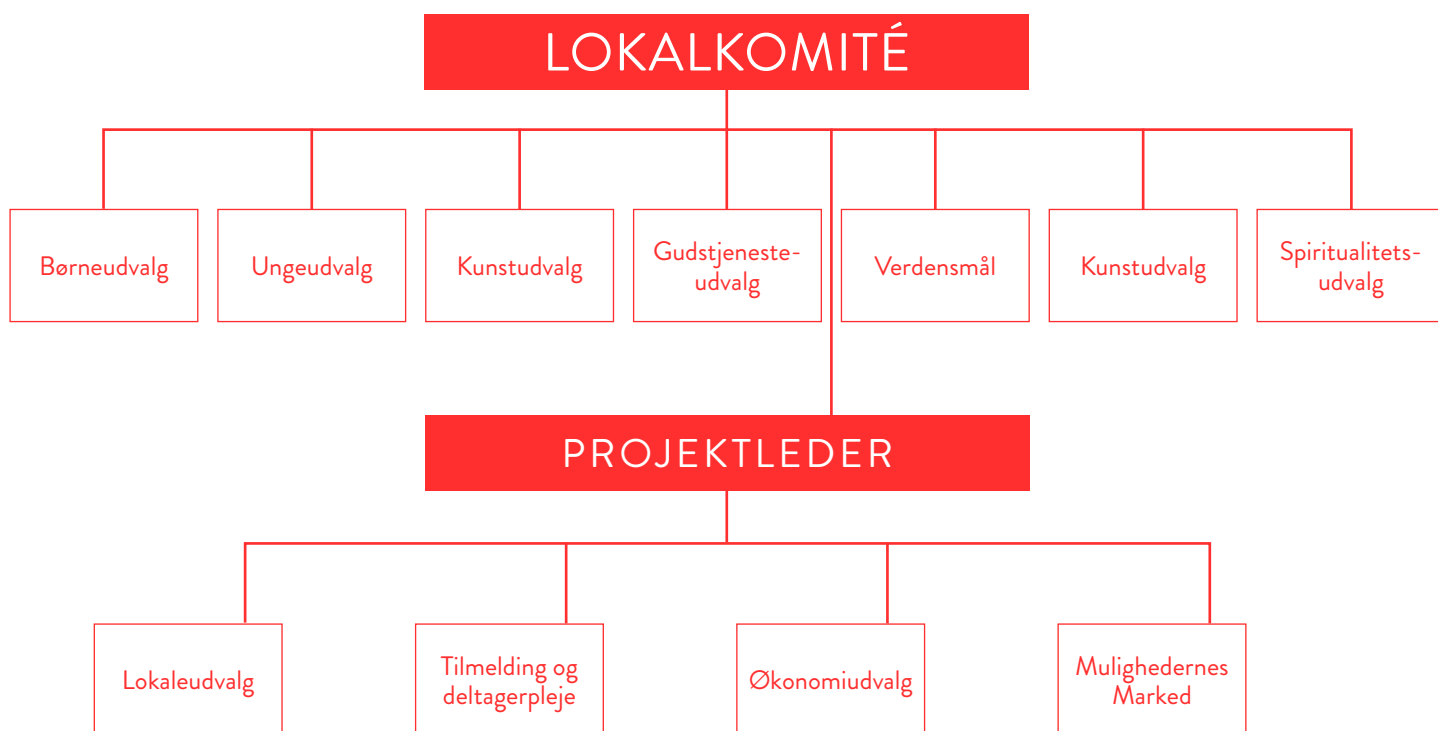 LOKALKOMITÉ
Børneudvalg
Ungeudvalg
Kunstudvalg
Gudstjeneste-
udvalg
Verdensmål
Kunstudvalg
Spiritualitets-
udvalg
PROJEKTLEDER
Lokaleudvalg
Tilmelding og
deltagerpleje
Økonomiudvalg
Mulighedernes
Marked